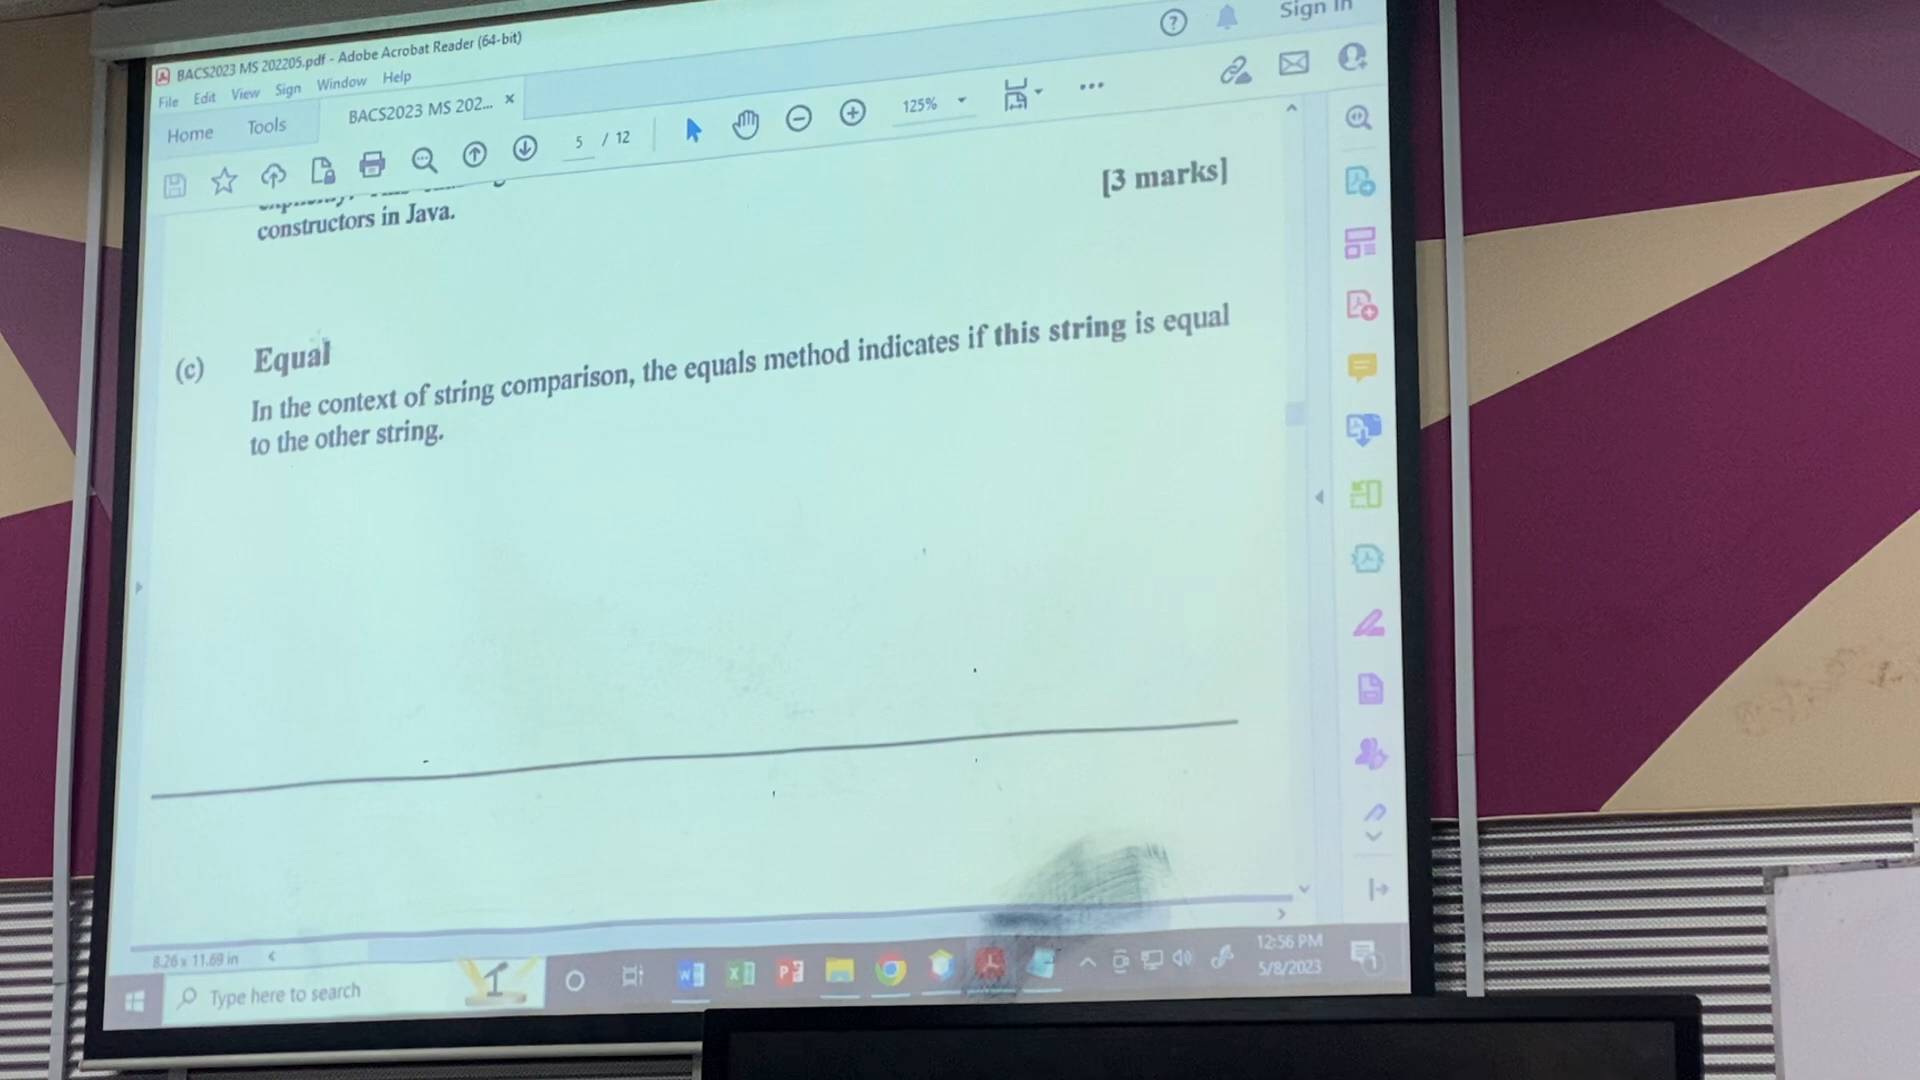 Sign In
BACS2023 MS 202205.pdf - Adobe Acrobat Reader (64-bit)
File Edit View Sign Window Help
Home Tools BACS2023 MS 202... ×
5 / 12 125%
[3 marks]
constructors in Java.
(c) Equal
In the context of string comparison, the equals method indicates if this string is equal
to the other string.
8.26 x 11.69 in
Type here to search
12:56 PM
5/8/2023